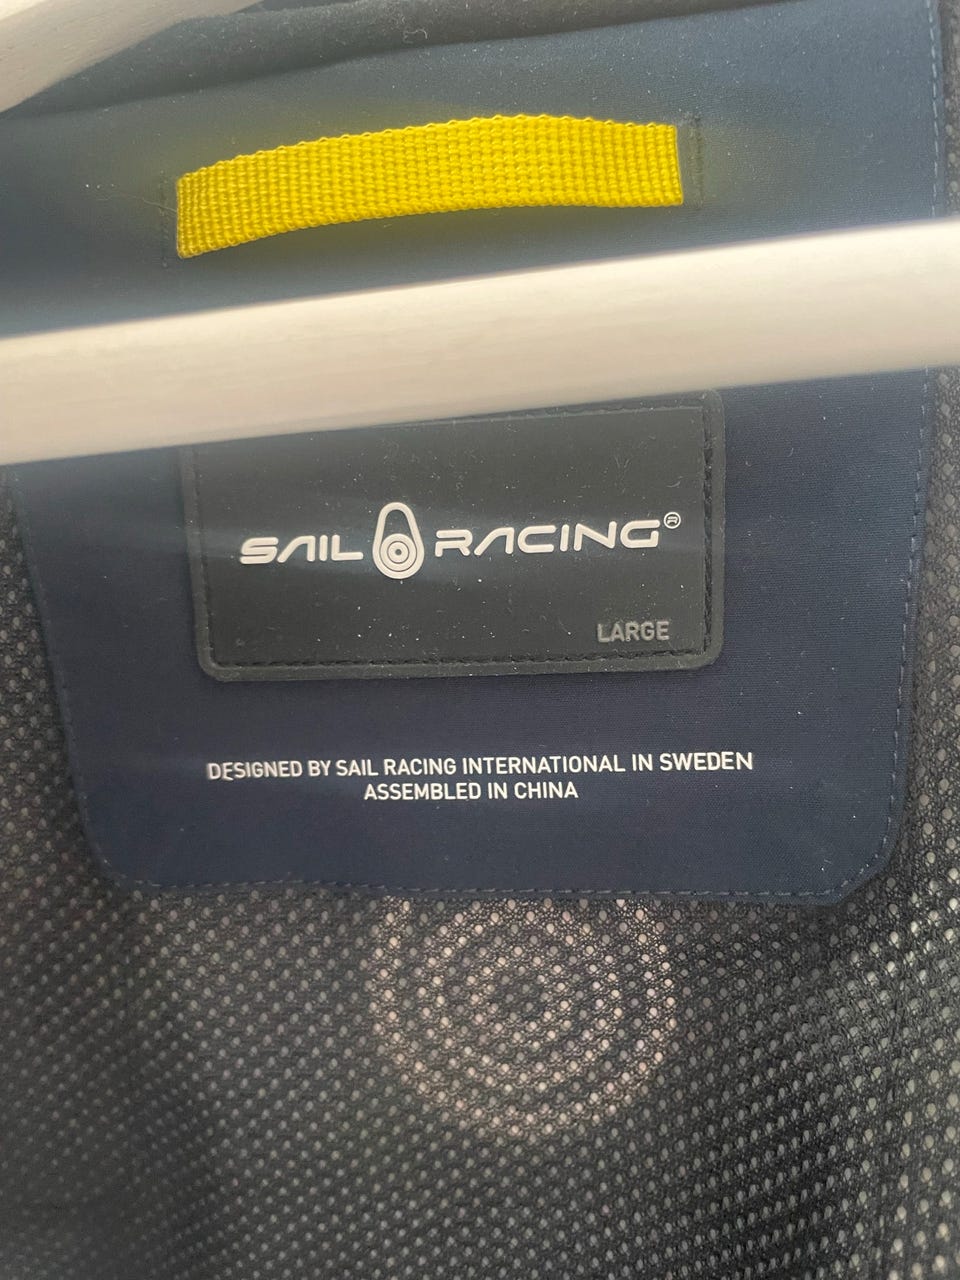 SAIL RACING®
LARGE
DESIGNED BY SAIL RACING INTERNATIONAL IN SWEDEN
ASSEMBLED IN CHINA